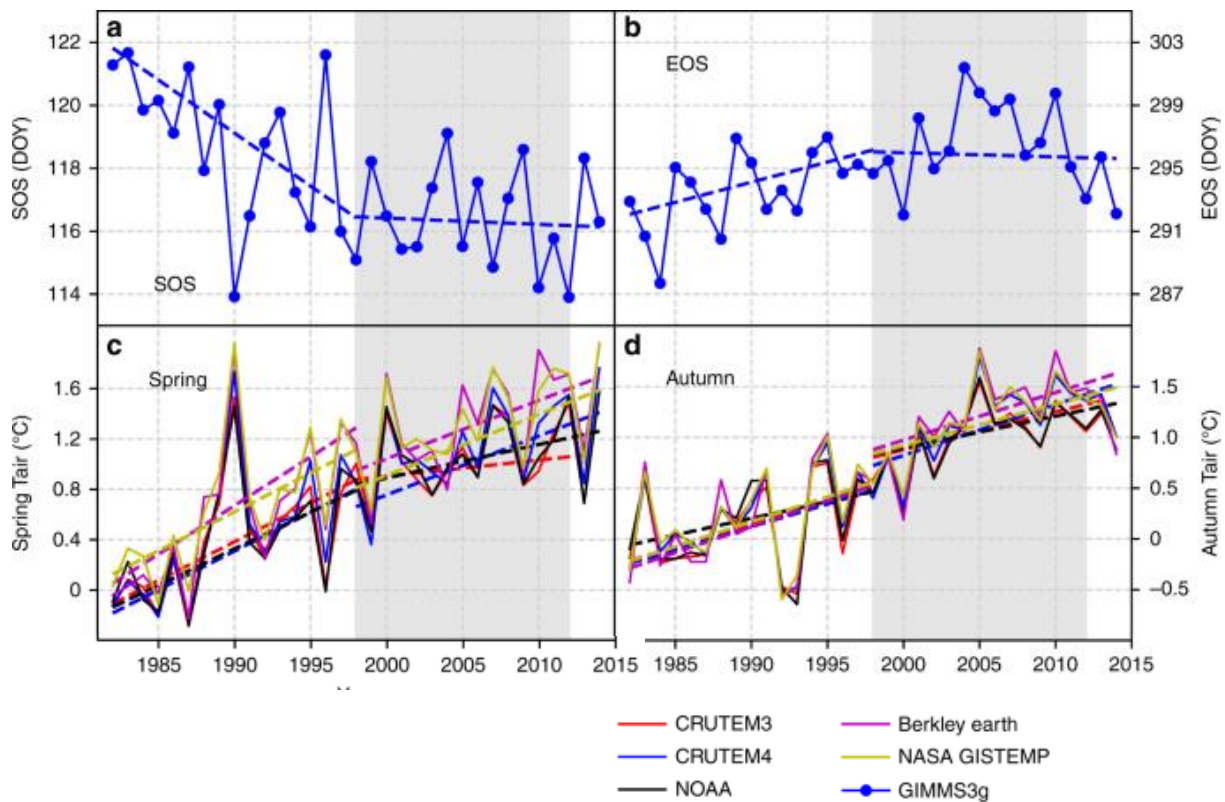 a
b
122
120
118
116
114
SOS (DOY)
SOS
EOS
303
299
295
291
287
EOS (DOY)
c
d
Spring
Autumn
1.6
1.2
0.8
0.4
0
Spring Tair (°C)
1.5
1.0
0.5
0
–0.5
Autumn Tair (°C)
1985 1990 1995 2000 2005 2010 2015
1985 1990 1995 2000 2005 2010 2015
CRUTEM3
Berkley earth
CRUTEM4
NASA GISTEMP
NOAA
GIMMS3g